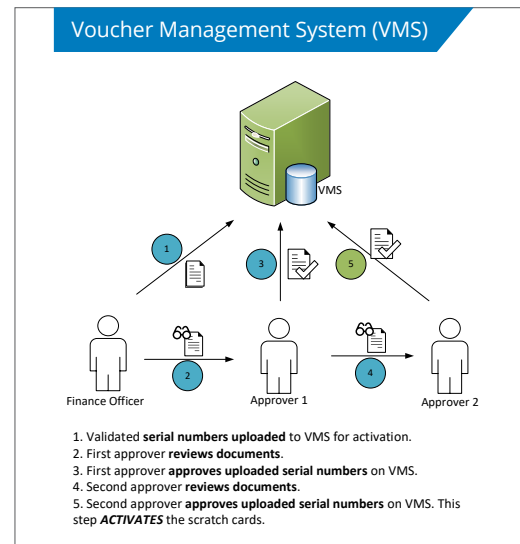 Voucher Management System (VMS)
VMS
1
3
5
2
4
Finance Officer
Approver 1
Approver 2
1. Validated serial numbers uploaded to VMS for activation.
2. First approver reviews documents.
3. First approver approves uploaded serial numbers on VMS.
4. Second approver reviews documents.
5. Second approver approves uploaded serial numbers on VMS. This
step ACTIVATES the scratch cards.